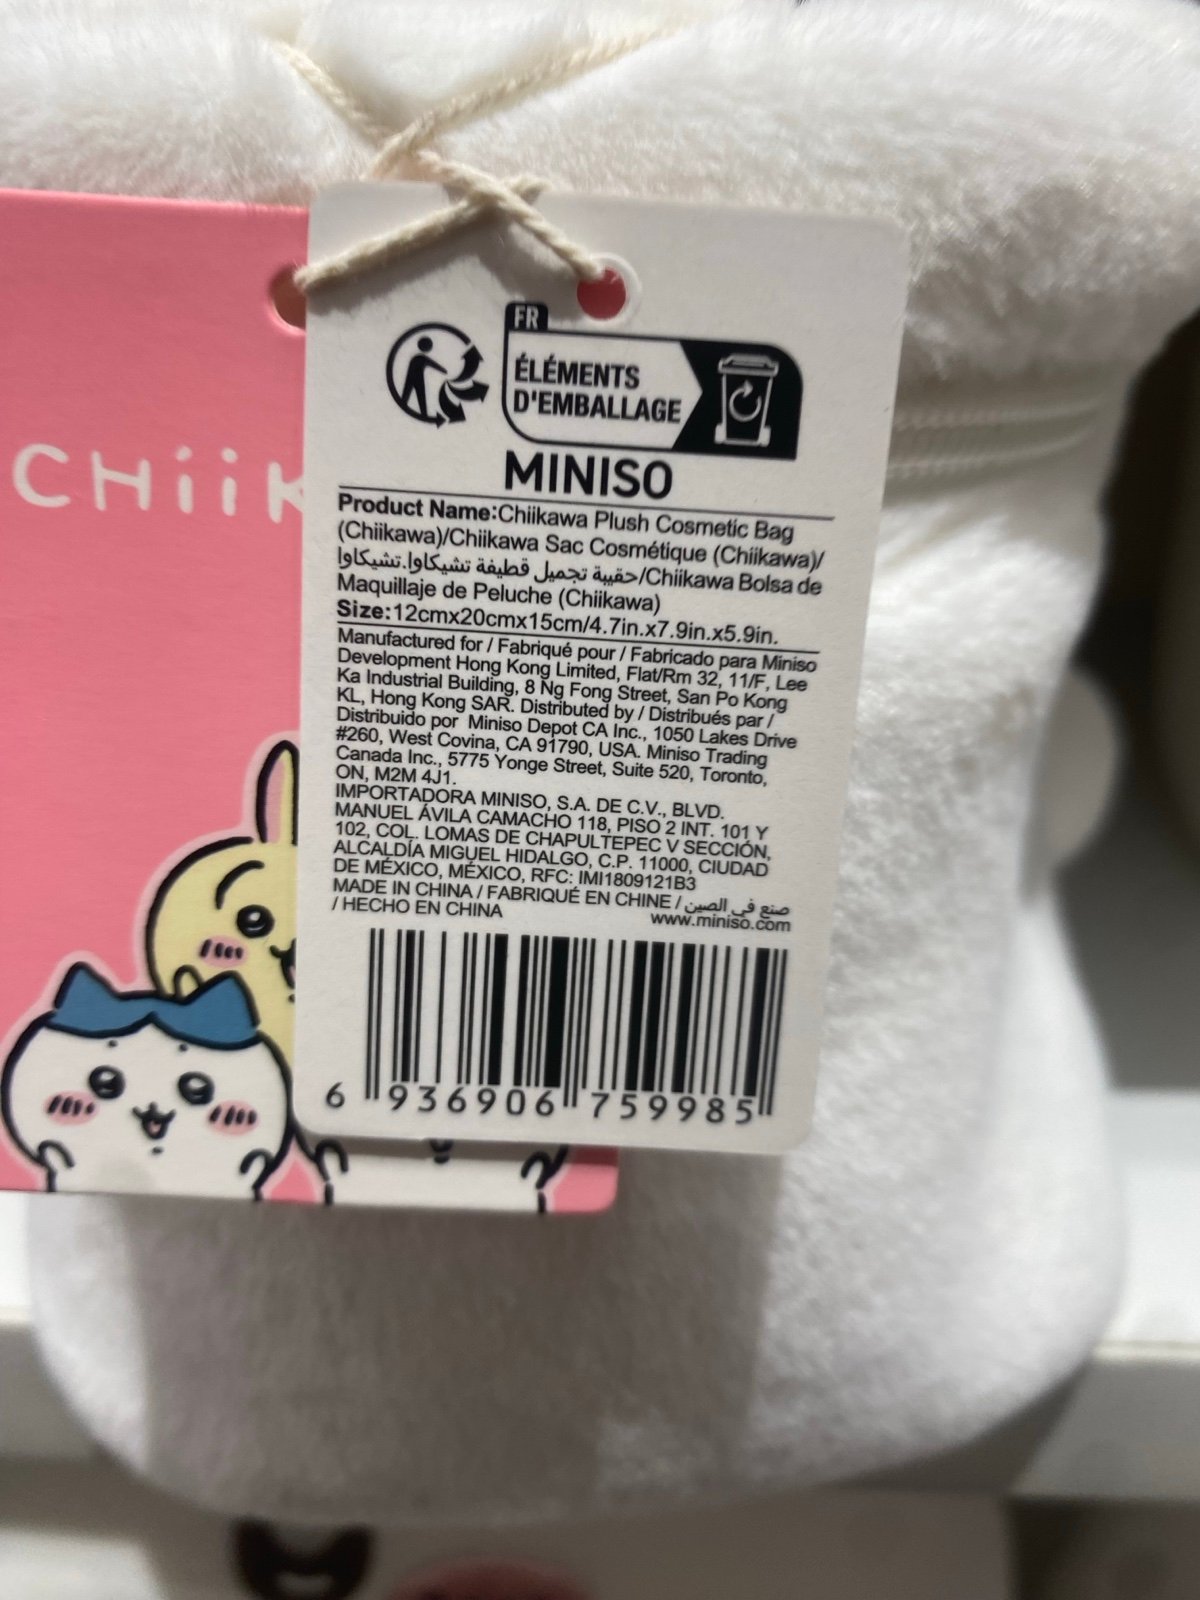 CHiiK
FR
ÉLÉMENTS
D'EMBALLAGE
MINISO
Product Name:Chiikawa Plush Cosmetic Bag
(Chiikawa)/Chiikawa Sac Cosmétique (Chiikawa)/
حقيبة تجميل قطيفة تشيكاوا.تشيكاوا/Chiikawa Bolsa de
Maquillaje de Peluche (Chiikawa)
Size:12cmx20cmx15cm/4.7in.x7.9in.x5.9in.
Manufactured for / Fabriqué pour / Fabricado para Miniso
Development Hong Kong Limited, Flat/Rm 32, 11/F, Lee
Ka Industrial Building, 8 Ng Fong Street, San Po Kong
KL, Hong Kong SAR. Distributed by / Distribués par /
Distribuido por Miniso Depot CA Inc., 1050 Lakes Drive
#260, West Covina, CA 91790, USA. Miniso Trading
Canada Inc., 5775 Yonge Street, Suite 520, Toronto,
ON, M2M 4J1.
IMPORTADORA MINISO, S.A. DE C.V., BLVD.
MANUEL ÁVILA CAMACHO 118, PISO 2 INT. 101 Y
102, COL. LOMAS DE CHAPULTEPEC V SECCIÓN,
ALCALDÍA MIGUEL HIDALGO, C.P. 11000, CIUDAD
DE MÉXICO, MÉXICO, RFC: IMI1809121B3
MADE IN CHINA / FABRIQUÉ EN CHINE / صنع في الصين
/ HECHO EN CHINA
www.miniso.com
6 936906 759985